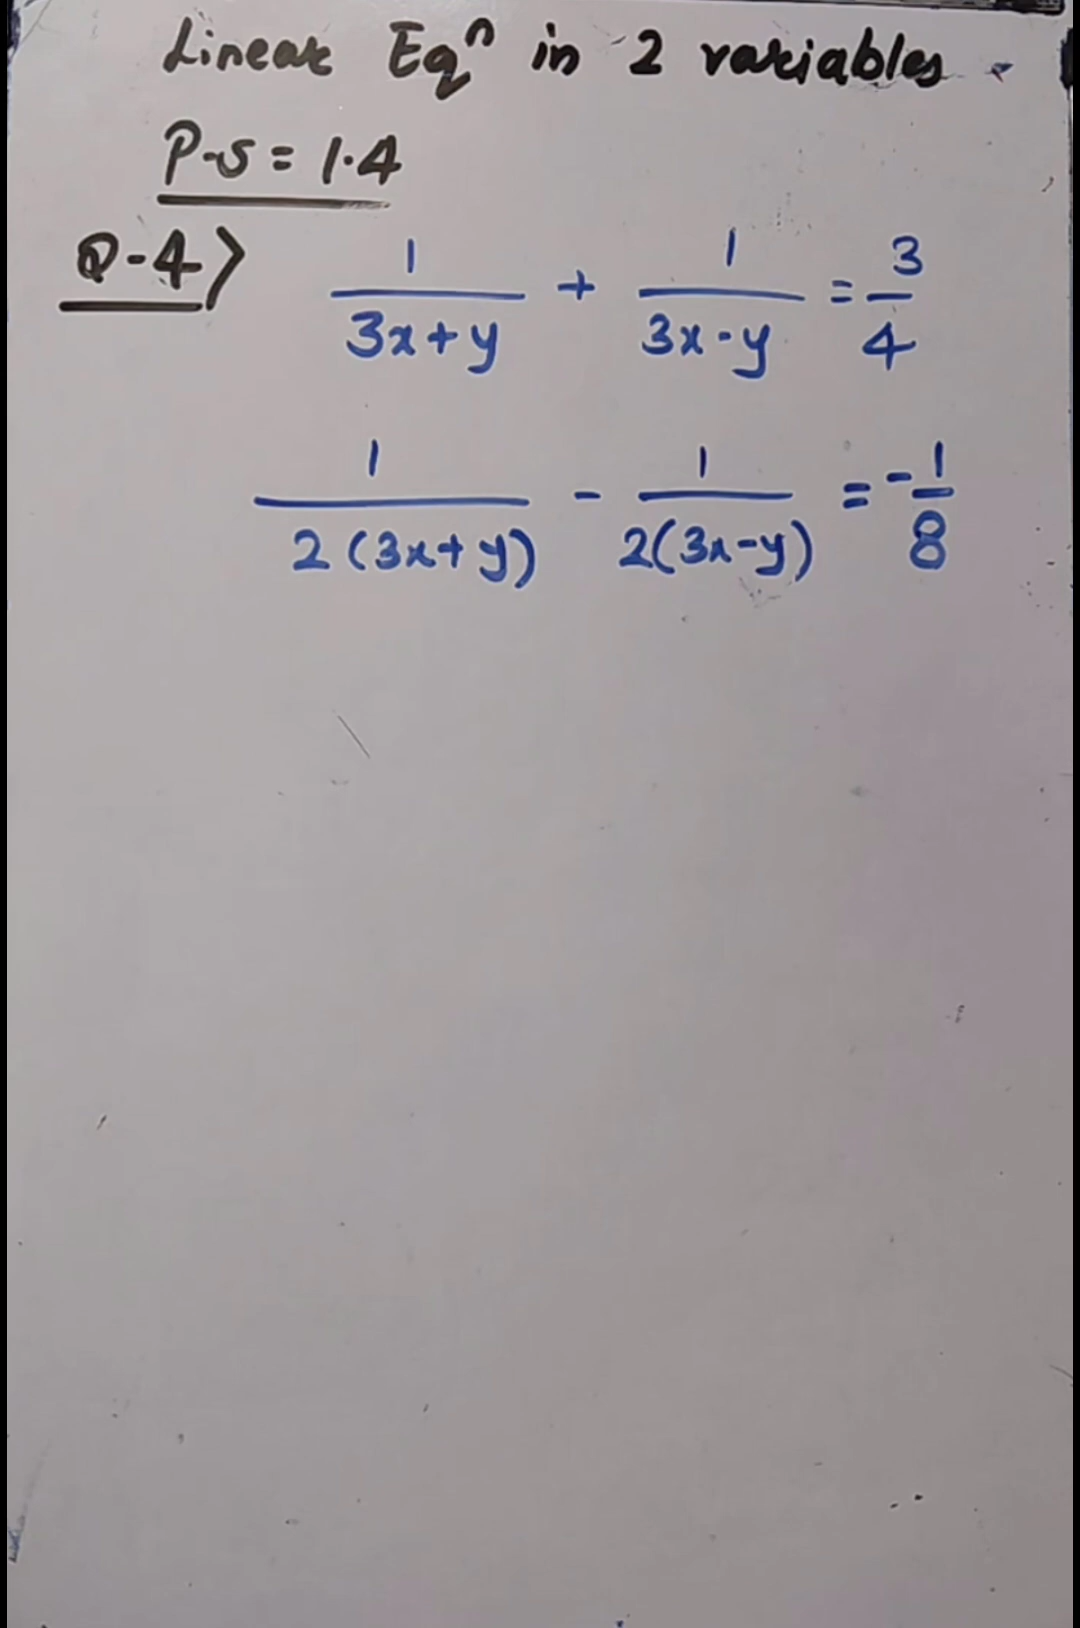 Linear Eqⁿ in 2 variables.
P-S = 1.4
Q-4> 1/(3x+y) + 1/(3x-y) = 3/4
1/(2(3x+y)) - 1/(2(3x-y)) = -1/8